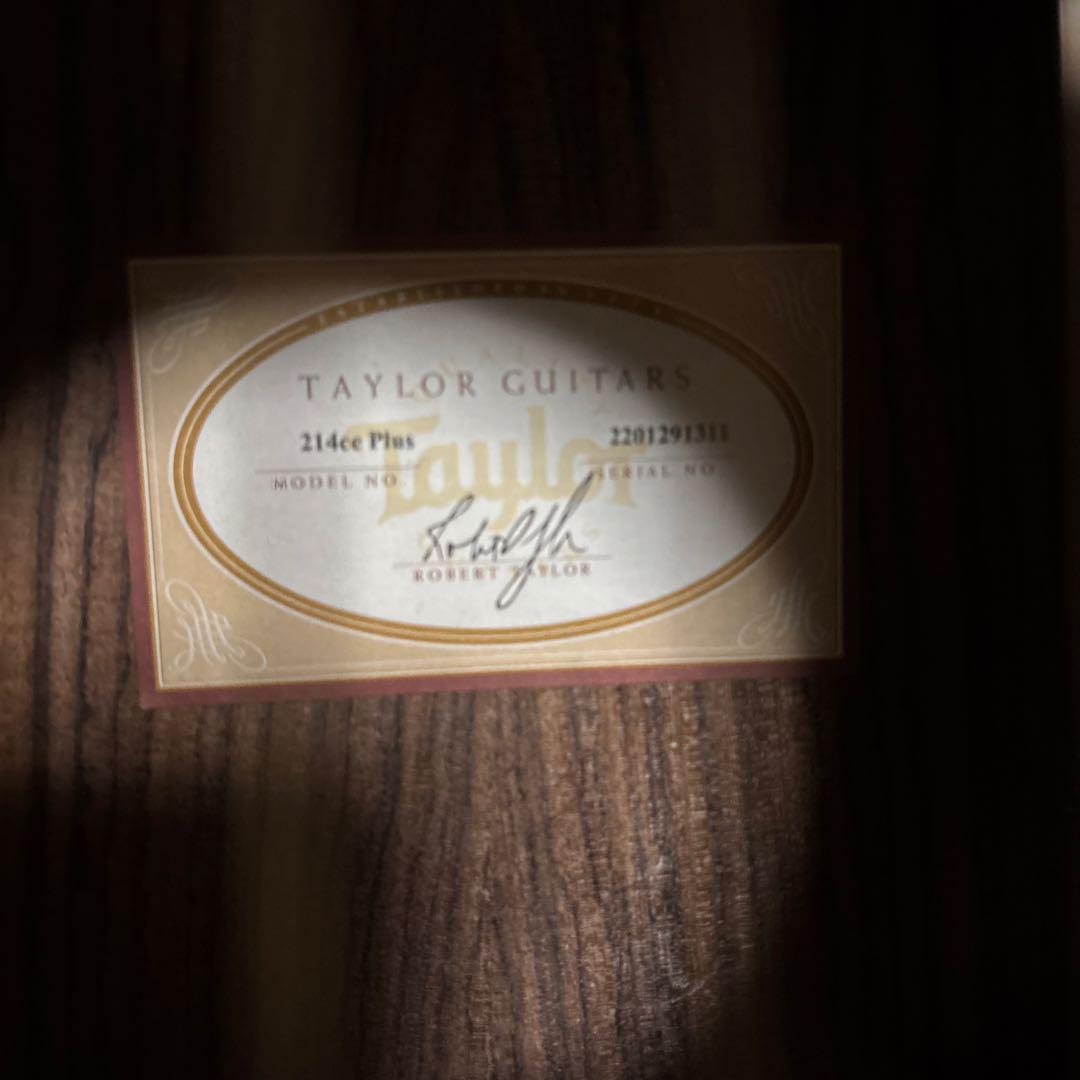 TAYLOR GUITARS
Taylor
214ce Plus 2201291311
MODEL NO. SERIAL NO.
ROBERT TAYLOR